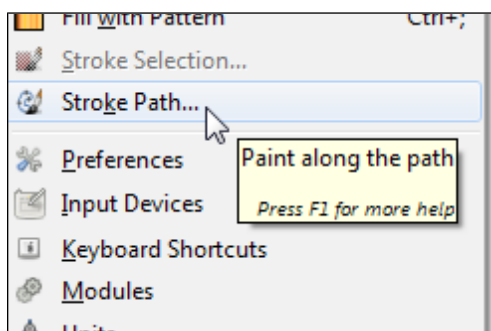 Fill with Pattern Ctrl+;
Stroke Selection...
Stroke Path...
Preferences
Paint along the path
Input Devices
Press F1 for more help
Keyboard Shortcuts
Modules
Units